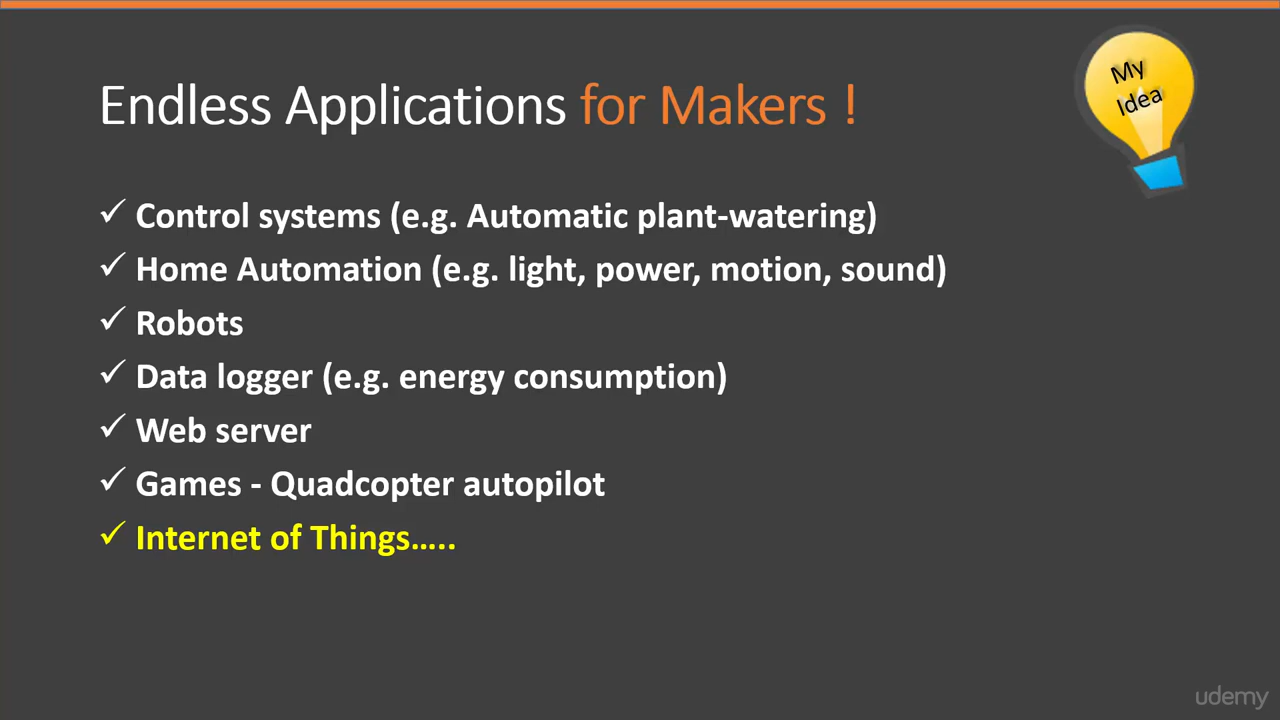 Endless Applications for Makers !
My
Idea
✓ Control systems (e.g. Automatic plant-watering)
✓ Home Automation (e.g. light, power, motion, sound)
✓ Robots
✓ Data logger (e.g. energy consumption)
✓ Web server
✓ Games - Quadcopter autopilot
✓ Internet of Things…..
udemy